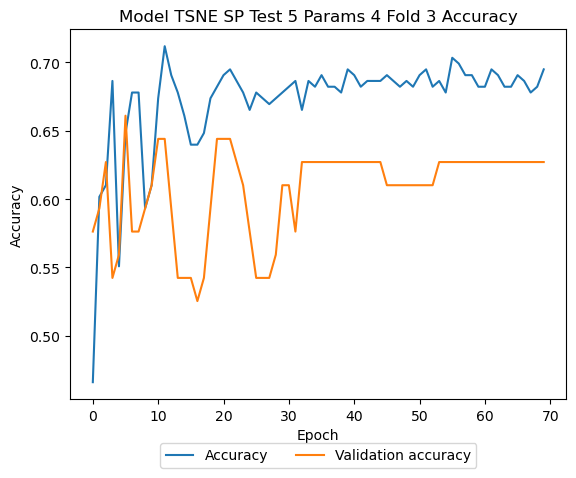 Model TSNE SP Test 5 Params 4 Fold 3 Accuracy
0.70
0.65
0.60
0.55
0.50
Accuracy
0 10 20 30 40 50 60 70
Epoch
Accuracy Validation accuracy